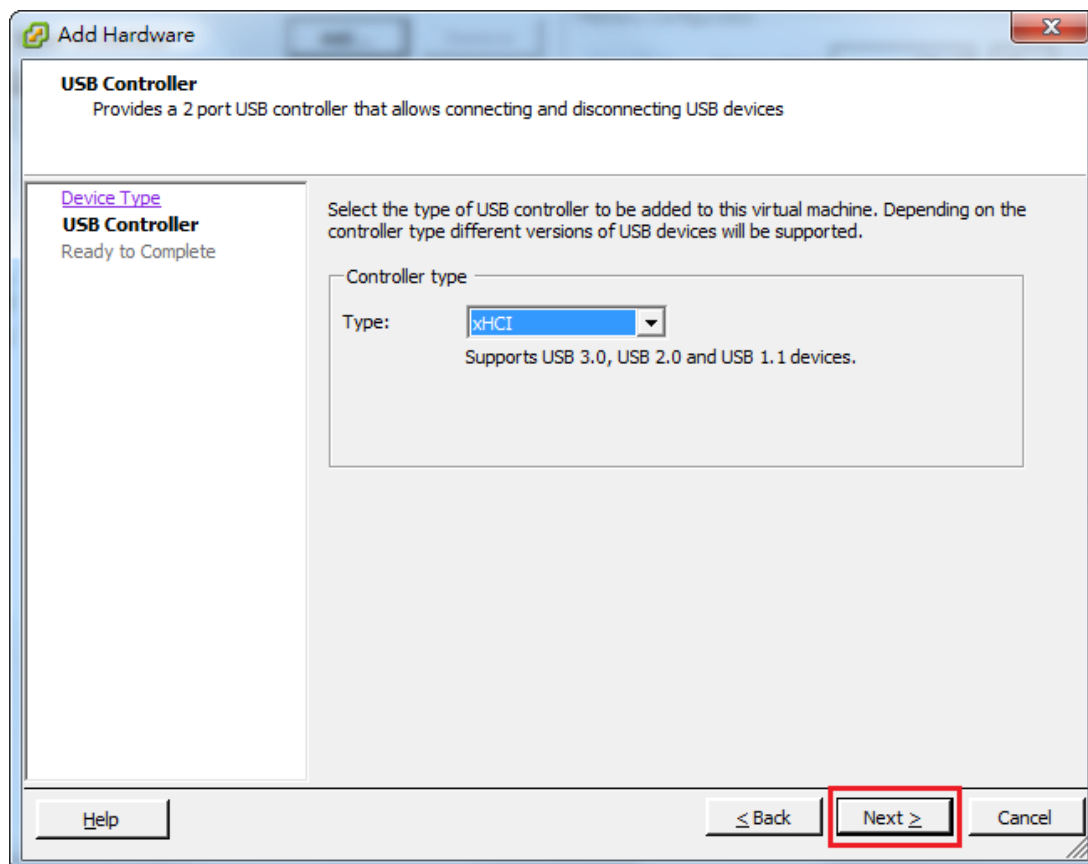 Add Hardware
USB Controller
Provides a 2 port USB controller that allows connecting and disconnecting USB devices
Device Type
USB Controller
Ready to Complete
Select the type of USB controller to be added to this virtual machine. Depending on the
controller type different versions of USB devices will be supported.
Controller type
Type: xHCI
Supports USB 3.0, USB 2.0 and USB 1.1 devices.
Help < Back Next > Cancel